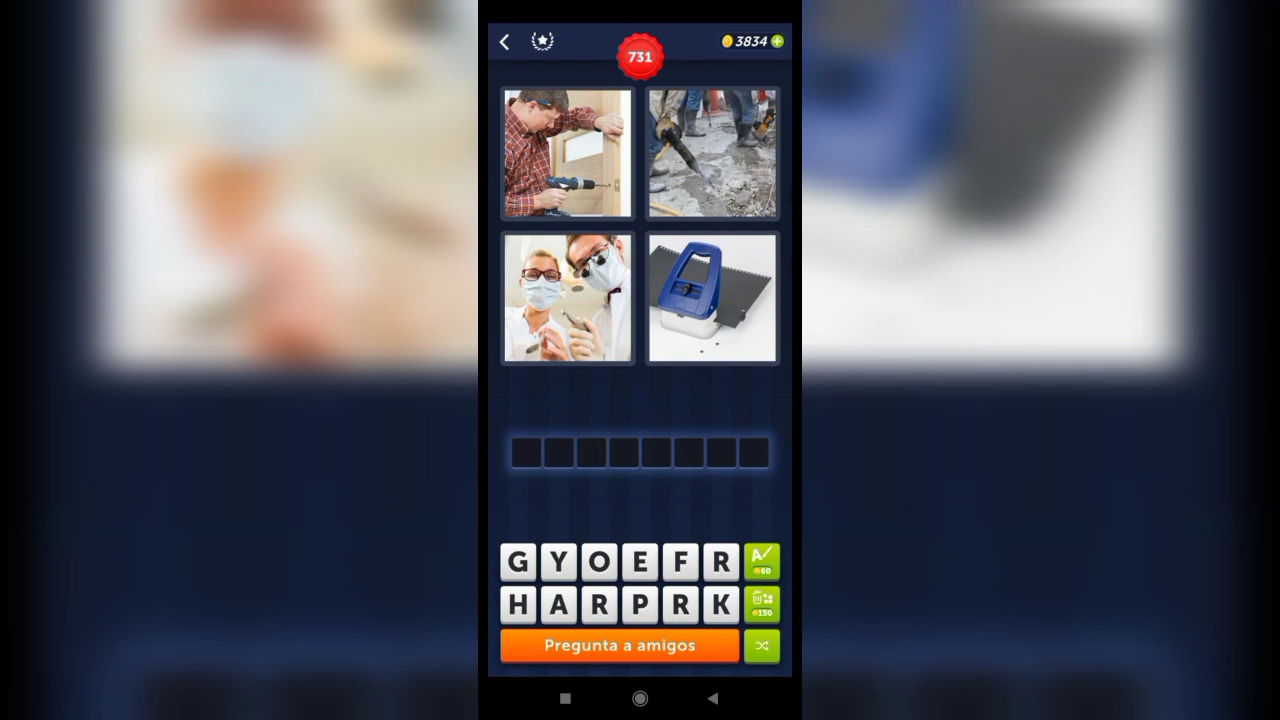 731
3834
G Y O E F R
A
60
H A R P R K
150
Pregunta a amigos